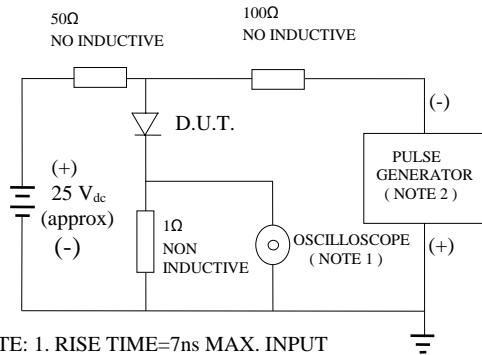 50Ω
NO INDUCTIVE
100Ω
NO INDUCTIVE
(-)
D.U.T.
PULSE
GENERATOR
( NOTE 2 )
(+)
25 Vdc
(approx)
(-)
1Ω
NON
INDUCTIVE
OSCILLOSCOPE
( NOTE 1 )
(+)
TE: 1. RISE TIME=7ns MAX. INPUT